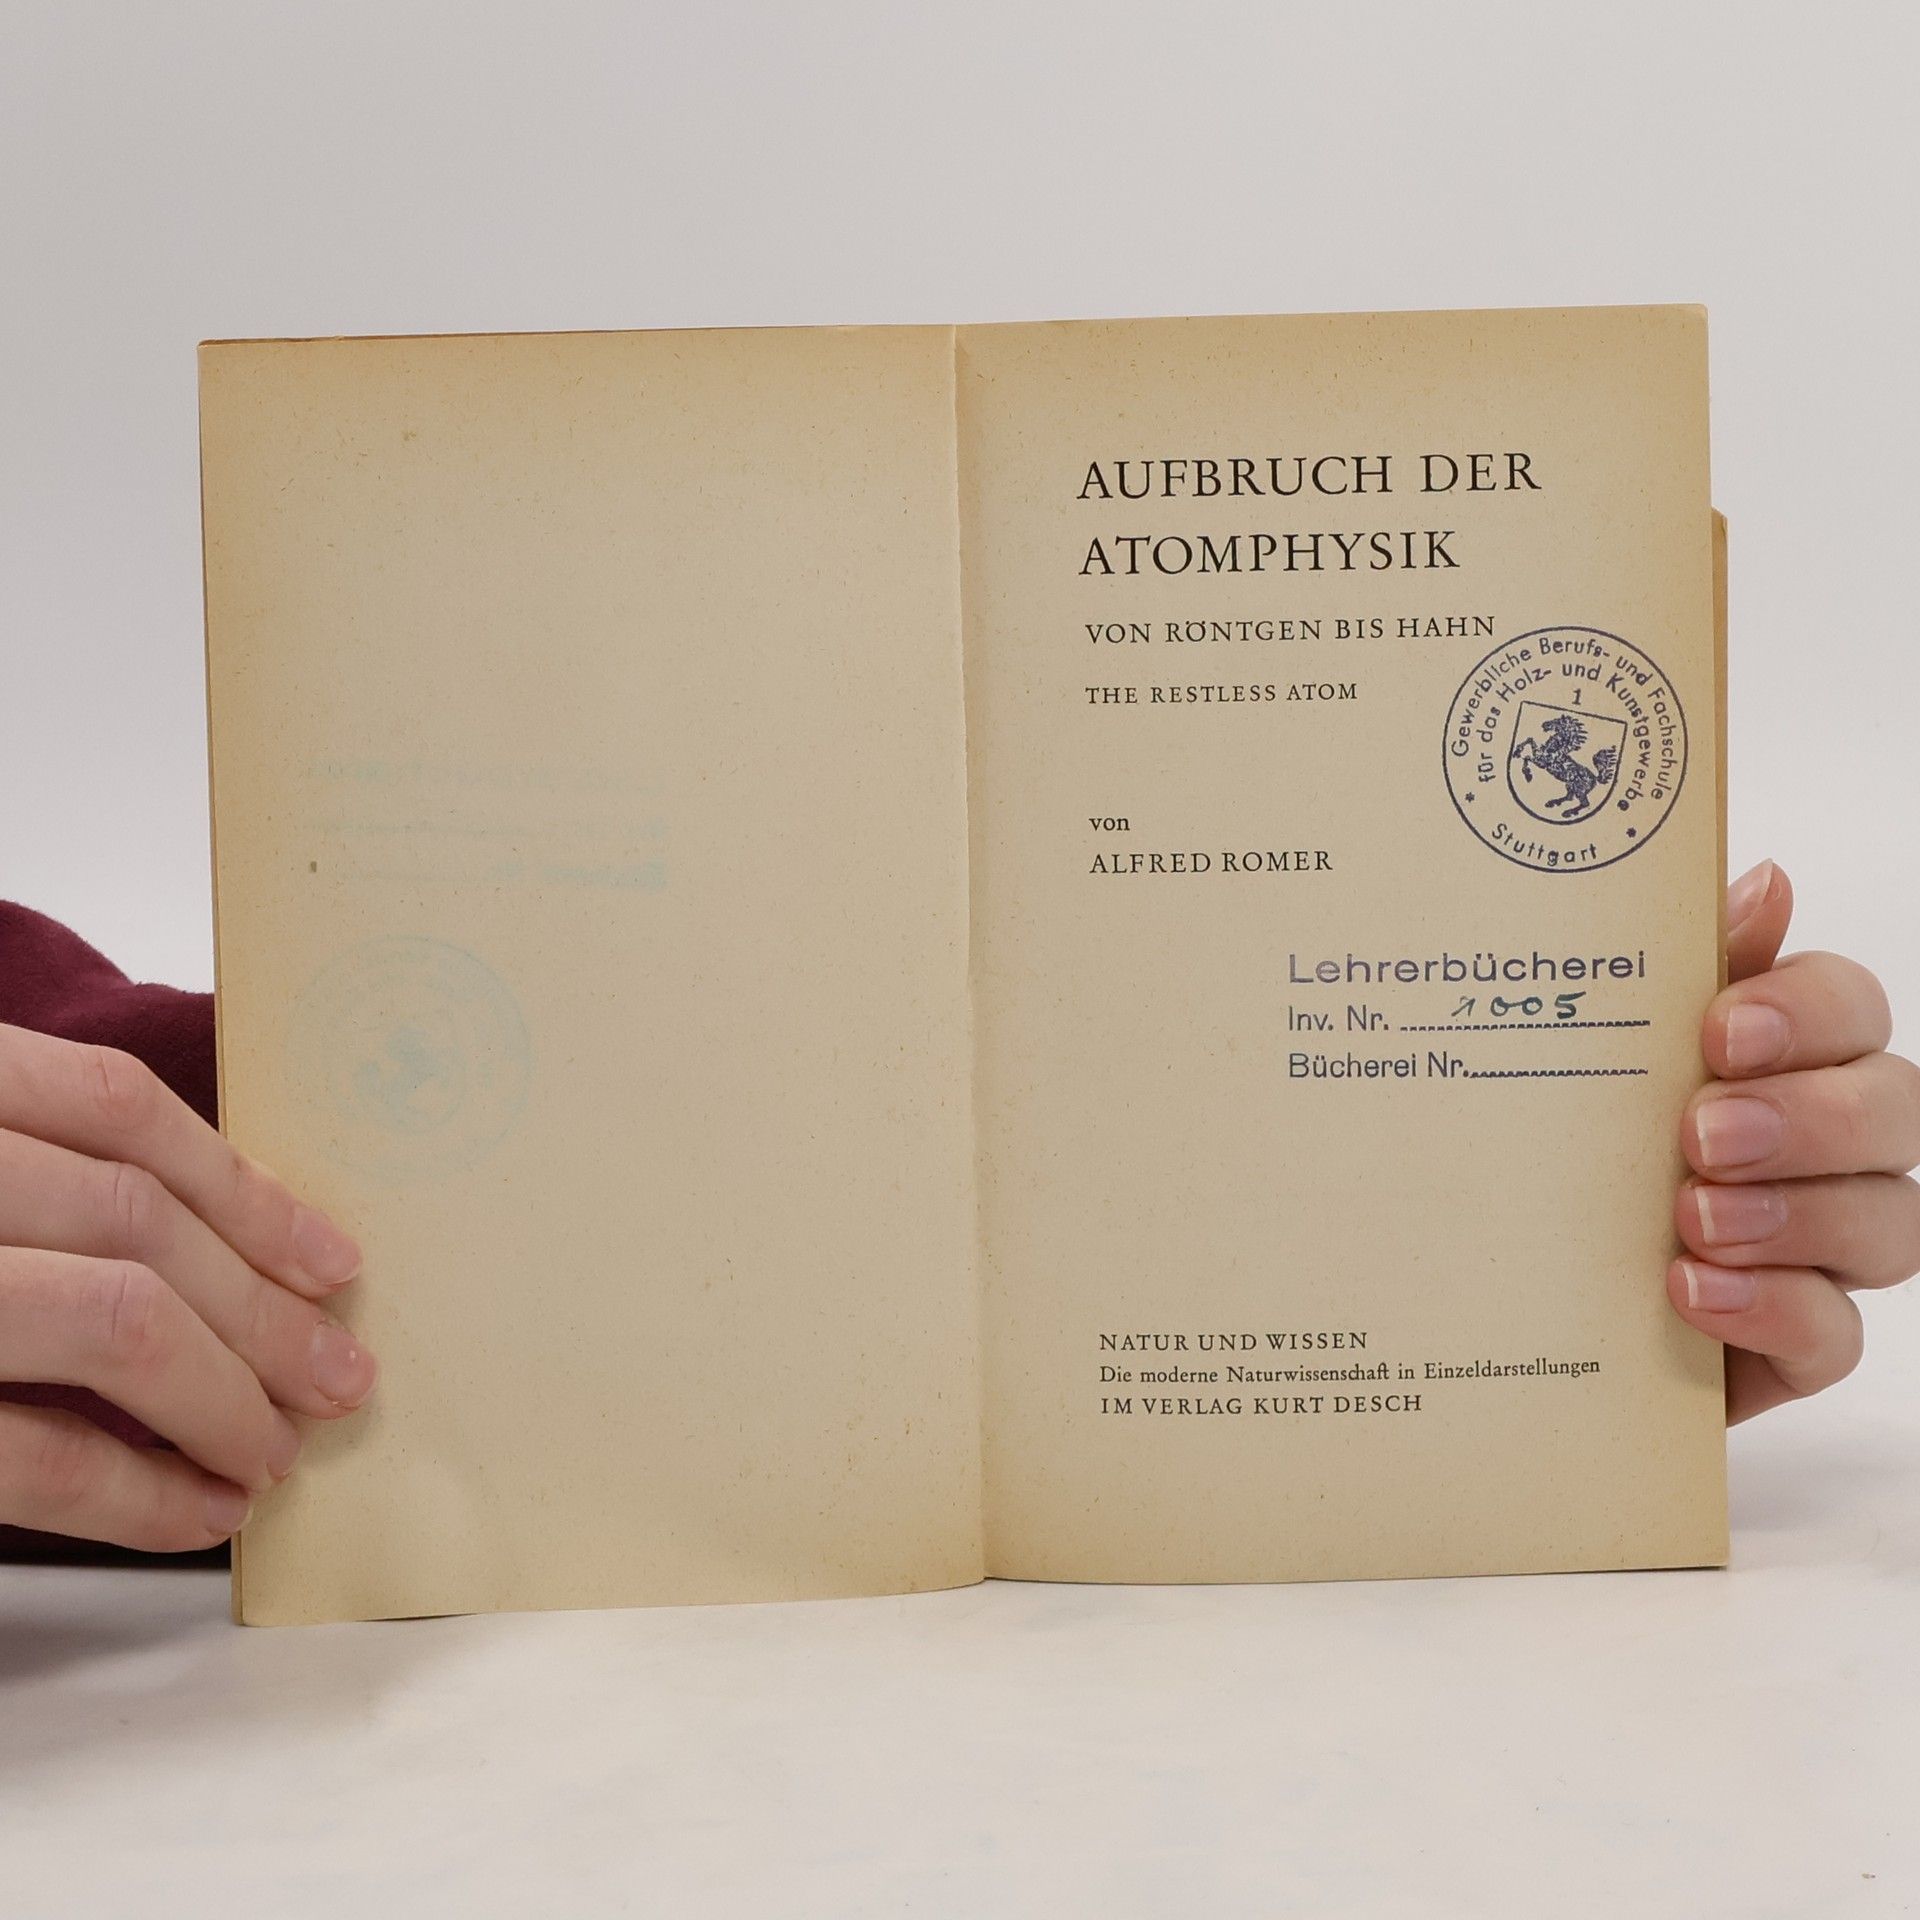 AUFBRUCH DER
ATOMPHYSIK
VON RÖNTGEN BIS HAHN
THE RESTLESS ATOM
Gewerbliche Berufs- und Fachschule
für das Holz- und Kunstgewerbe
1
* Stuttgart *
von
ALFRED ROMER
Lehrerbücherei
Inv. Nr. 1005
Bücherei Nr.
NATUR UND WISSEN
Die moderne Naturwissenschaft in Einzeldarstellungen
IM VERLAG KURT DESCH